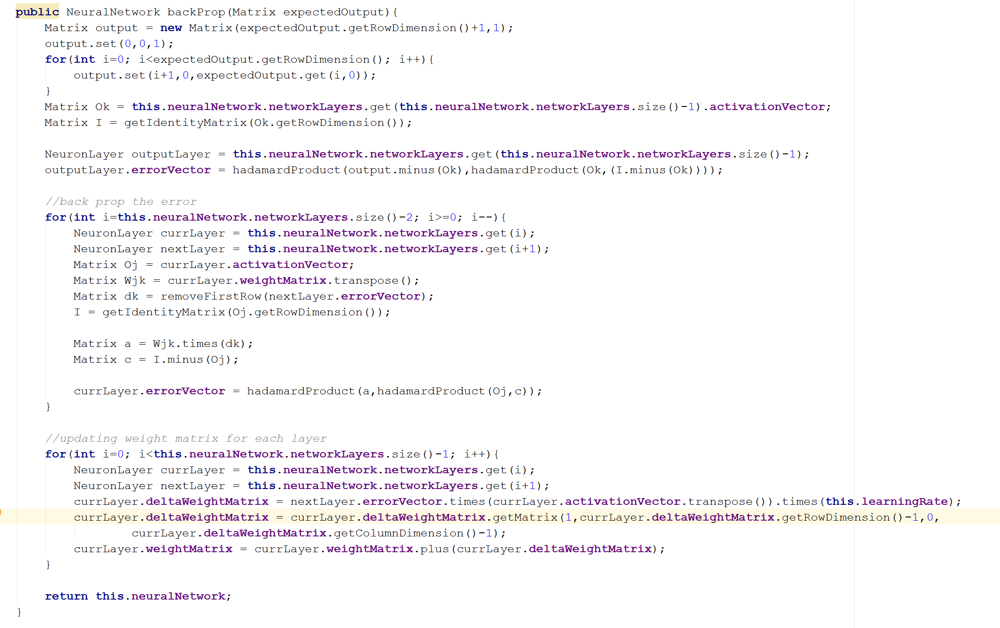 public NeuralNetwork backProp(Matrix expectedOutput){
    Matrix output = new Matrix(expectedOutput.getRowDimension()+1,1);
    output.set(0,0,1);
    for(int i=0; i<expectedOutput.getRowDimension(); i++){
        output.set(i+1,0,expectedOutput.get(i,0));
    }
    Matrix Ok = this.neuralNetwork.networkLayers.get(this.neuralNetwork.networkLayers.size()-1).activationVector;
    Matrix I = getIdentityMatrix(Ok.getRowDimension());

    NeuronLayer outputLayer = this.neuralNetwork.networkLayers.get(this.neuralNetwork.networkLayers.size()-1);
    outputLayer.errorVector = hadamardProduct(output.minus(Ok),hadamardProduct(Ok,(I.minus(Ok))));

    //back prop the error
    for(int i=this.neuralNetwork.networkLayers.size()-2; i>=0; i--){
        NeuronLayer currLayer = this.neuralNetwork.networkLayers.get(i);
        NeuronLayer nextLayer = this.neuralNetwork.networkLayers.get(i+1);
        Matrix Oj = currLayer.activationVector;
        Matrix Wjk = currLayer.weightMatrix.transpose();
        Matrix dk = removeFirstRow(nextLayer.errorVector);
        I = getIdentityMatrix(Oj.getRowDimension());

        Matrix a = Wjk.times(dk);
        Matrix c = I.minus(Oj);

        currLayer.errorVector = hadamardProduct(a,hadamardProduct(Oj,c));
    }

    //updating weight matrix for each layer
    for(int i=0; i<this.neuralNetwork.networkLayers.size()-1; i++){
        NeuronLayer currLayer = this.neuralNetwork.networkLayers.get(i);
        NeuronLayer nextLayer = this.neuralNetwork.networkLayers.get(i+1);
        currLayer.deltaWeightMatrix = nextLayer.errorVector.times(currLayer.activationVector.transpose()).times(this.learningRate);
        currLayer.deltaWeightMatrix = currLayer.deltaWeightMatrix.getMatrix(1,currLayer.deltaWeightMatrix.getRowDimension()-1,0,
                currLayer.deltaWeightMatrix.getColumnDimension()-1);
        currLayer.weightMatrix = currLayer.weightMatrix.plus(currLayer.deltaWeightMatrix);
    }

    return this.neuralNetwork;
}